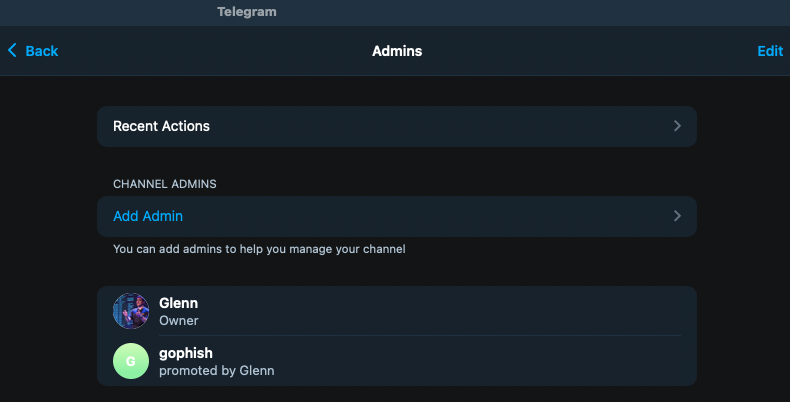 Telegram
Back
Admins
Edit
Recent Actions
CHANNEL ADMINS
Add Admin
You can add admins to help you manage your channel
Glenn
Owner
G
gophish
promoted by Glenn